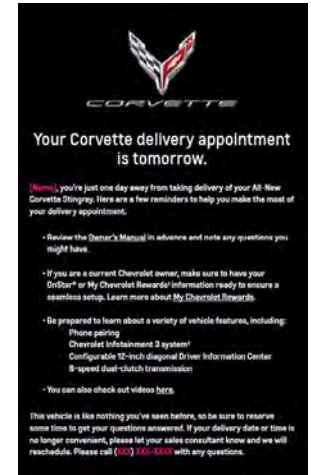 CORVETTE
Your Corvette delivery appointment
is tomorrow.
[Name], you're just one day away from taking delivery of your All-New
Corvette Stingray. Here are a few reminders to help you make the most of
your delivery appointment.
- Review the Owner's Manual in advance and note any questions you
might have.
- If you are a current Chevrolet owner, make sure to have your
OnStar® or My Chevrolet Rewards¹ information ready to ensure a
seamless setup. Learn more about My Chevrolet Rewards.
- Be prepared to learn about a variety of vehicle features, including:
Phone pairing
Chevrolet Infotainment 3 system²
Configurable 12-inch diagonal Driver Information Center
8-speed dual-clutch transmission
- You can also check out videos here.
This vehicle is like nothing you've seen before, so be sure to reserve
some time to get your questions answered. If your delivery date or time is
no longer convenient, please let your sales consultant know and we will
reschedule. Please call (XXX) XXX-XXXX with any questions.